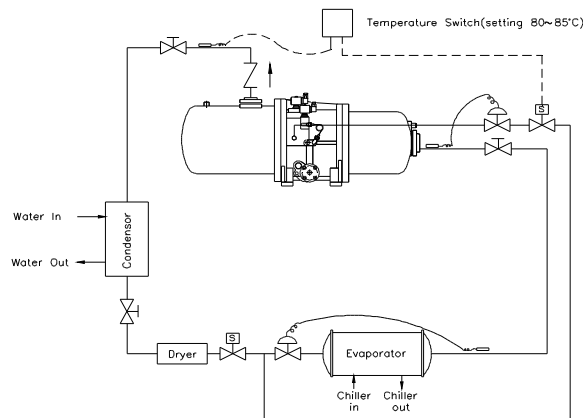 Temperature Switch(setting 80~85°C)
S
Water In
Condensor
Water Out
S
Dryer
Evaporator
Chiller in
Chiller out